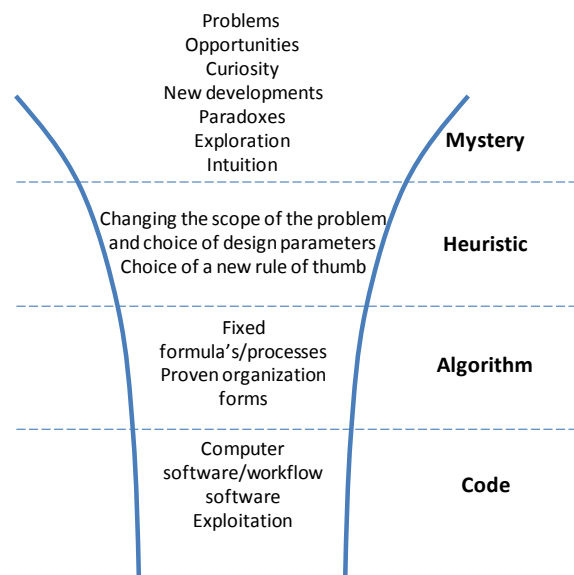 Problems
Opportunities
Curiosity
New developments
Paradoxes
Exploration
Intuition
Mystery
Changing the scope of the problem
and choice of design parameters
Choice of a new rule of thumb
Heuristic
Fixed
formula's/processes
Proven organization
forms
Algorithm
Computer
software/workflow
software
Exploitation
Code